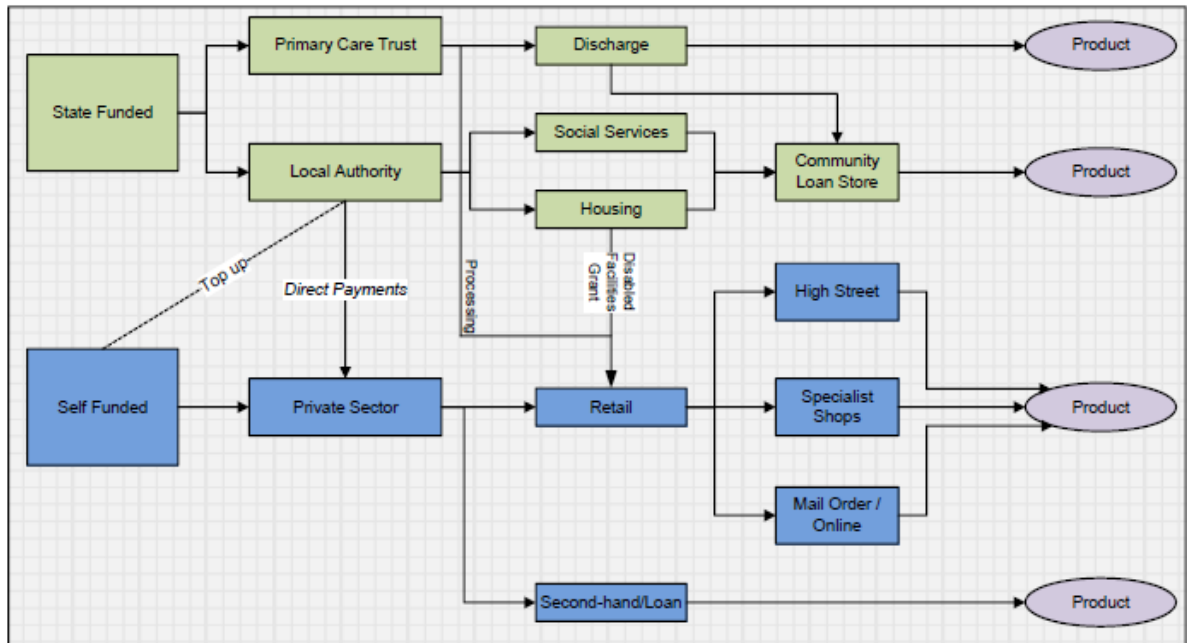 Primary Care Trust
Discharge
Product
State Funded
Social Services
Local Authority
Community
Loan Store
Product
Housing
Top up
Direct Payments
Processing
Disabled
Facilities
Grant
High Street
Self Funded
Private Sector
Retail
Specialist
Shops
Product
Mail Order /
Online
Second-hand/Loan
Product